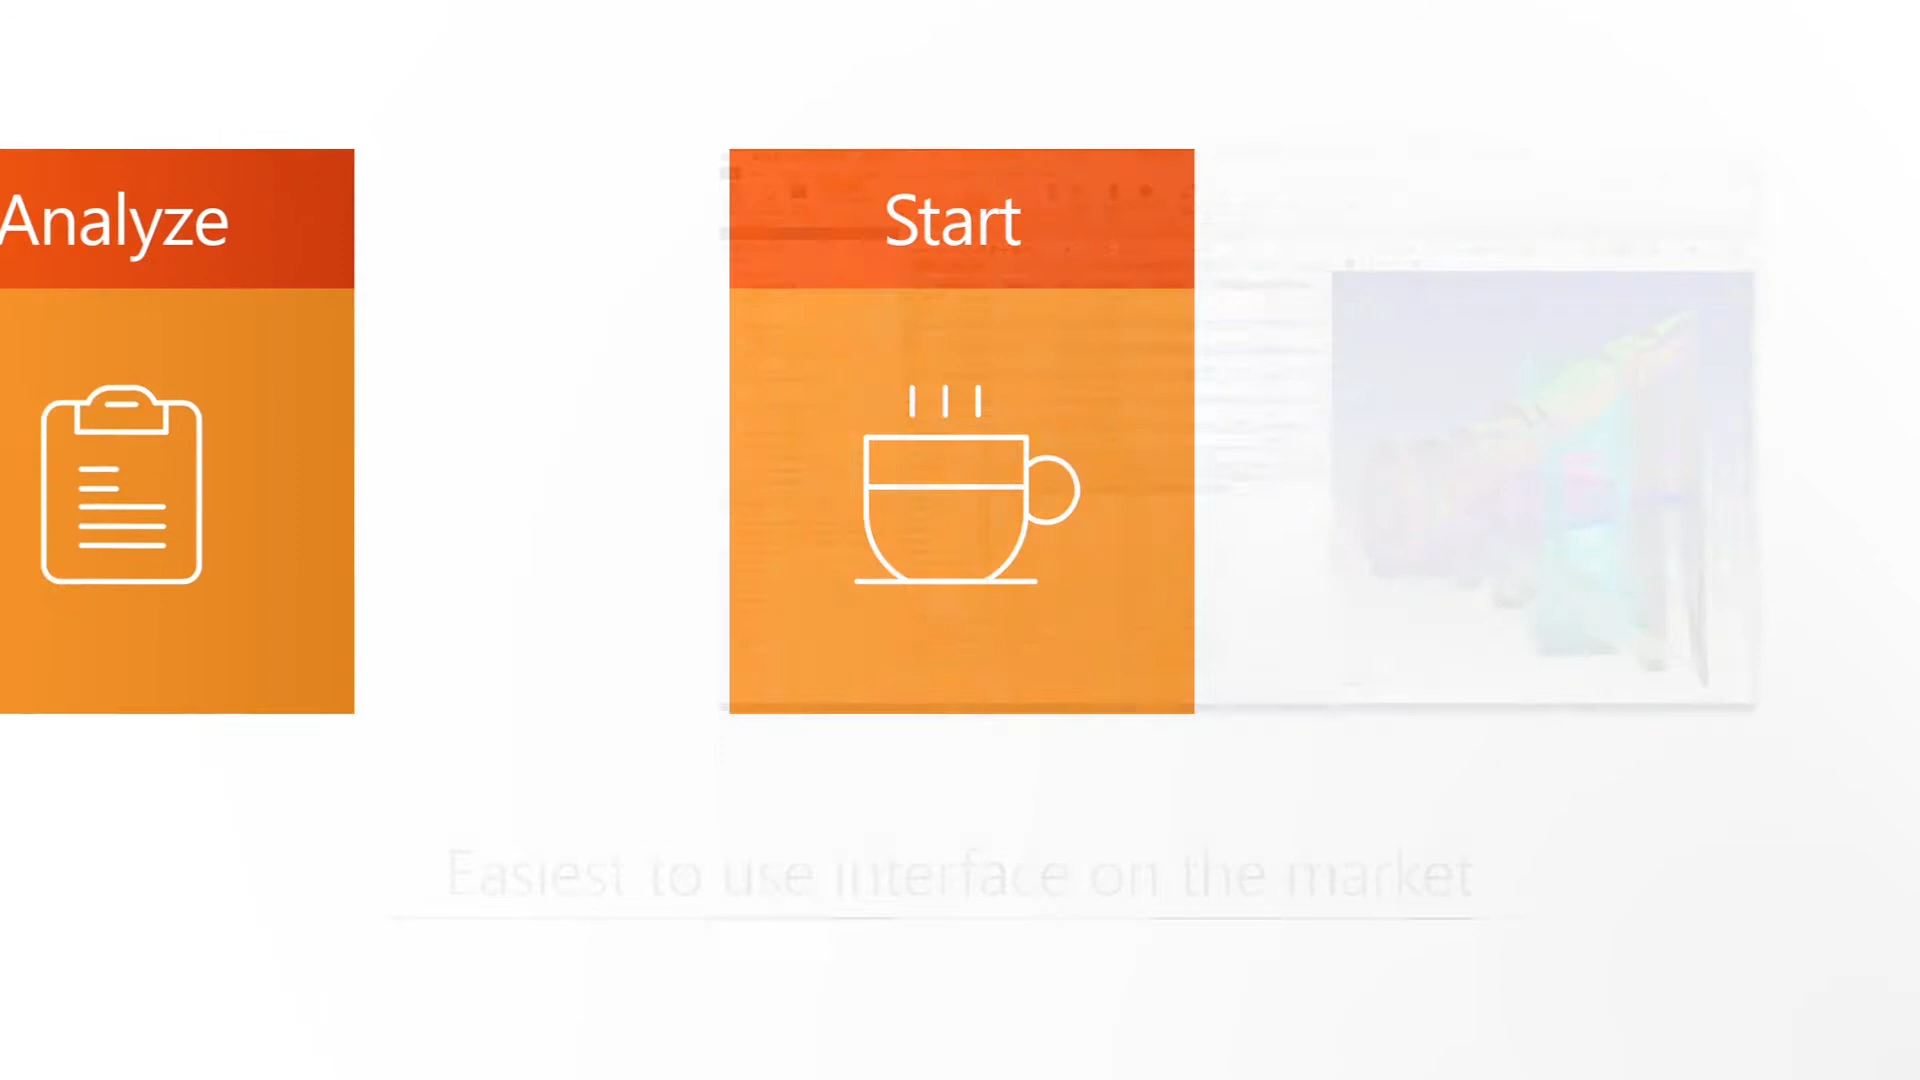 Analyze
Start
Easiest to use interface on the market